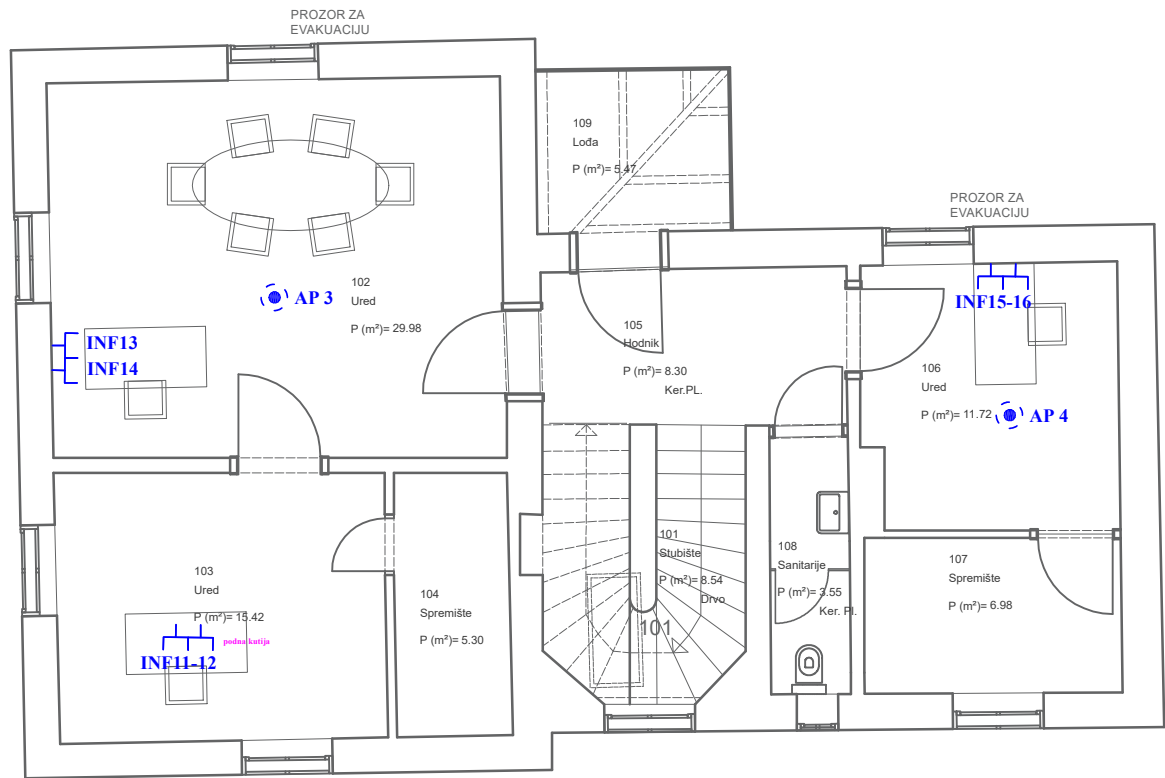 PROZOR ZA
EVAKUACIJU
109
Lođa
P (m²)= 5.47
PROZOR ZA
EVAKUACIJU
102
Ured
P (m²)= 29.98
AP 3
INF13
INF14
105
Hodnik
P (m²)= 8.30
Ker.PL.
INF15-16
106
Ured
P (m²)= 11.72
AP 4
103
Ured
P (m²)= 15.42
podna kutija
INF11-12
104
Spremište
P (m²)= 5.30
101
Stubište
P (m²)= 8.54
Drvo
101
108
Sanitarije
P (m²)= 3.55
Ker. Pl.
107
Spremište
P (m²)= 6.98